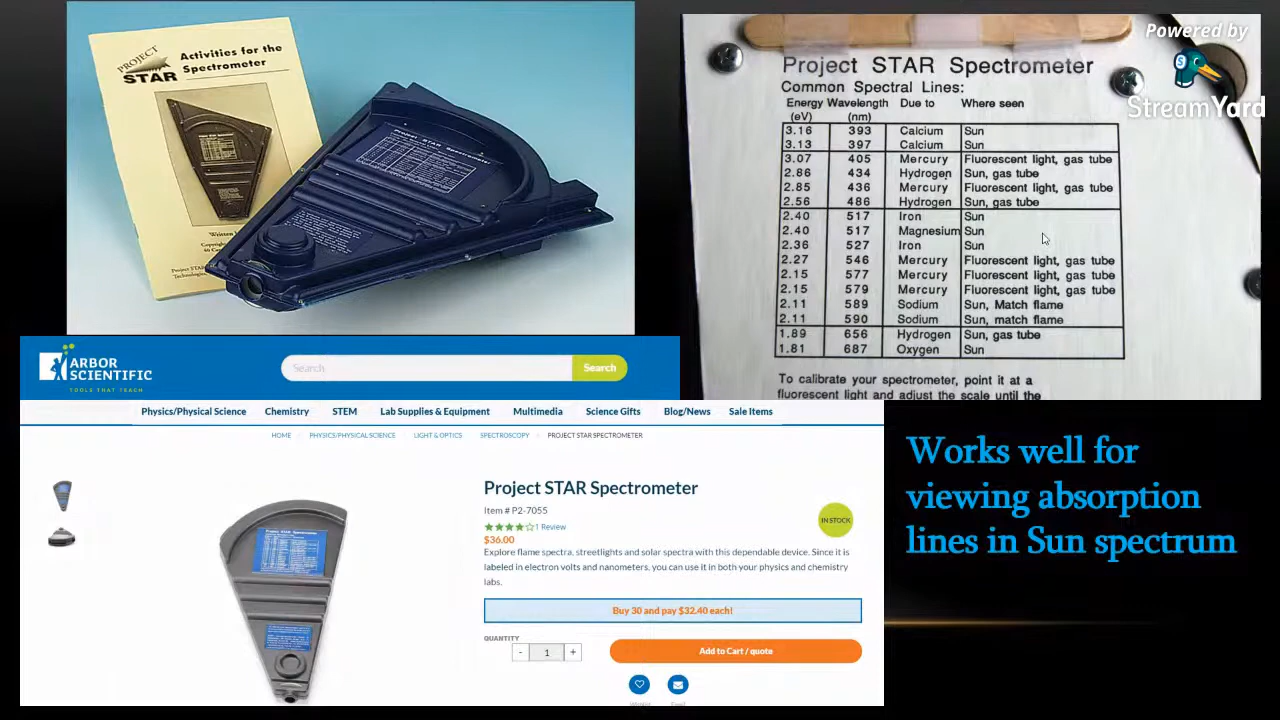 PROJECT
STAR
Activities for the
Spectrometer
Project STAR Spectrometer
Powered by
StreamYard
Project STAR Spectrometer
Common Spectral Lines:
Energy Wavelength Due to Where seen
(eV) (nm)
3.16 393 Calcium Sun
3.13 397 Calcium Sun
3.07 405 Mercury Fluorescent light, gas tube
2.86 434 Hydrogen Sun, gas tube
2.85 436 Mercury Fluorescent light, gas tube
2.56 486 Hydrogen Sun, gas tube
2.40 517 Iron Sun
2.40 517 Magnesium Sun
2.36 527 Iron Sun
2.27 546 Mercury Fluorescent light, gas tube
2.15 577 Mercury Fluorescent light, gas tube
2.15 579 Mercury Fluorescent light, gas tube
2.11 589 Sodium Sun, Match flame
2.11 590 Sodium Sun, match flame
1.89 656 Hydrogen Sun, gas tube
1.81 687 Oxygen Sun
To calibrate your spectrometer, point it at a
fluorescent light and adjust the scale until the
ARBOR
SCIENTIFIC
TOOLS THAT TEACH
Search
Search
Physics/Physical Science Chemistry STEM Lab Supplies & Equipment Multimedia Science Gifts Blog/News Sale Items
HOME PHYSICS/PHYSICAL SCIENCE LIGHT & OPTICS SPECTROSCOPY PROJECT STAR SPECTROMETER
Project STAR Spectrometer
Item # P2-7055
1 Review
IN STOCK
$36.00
Explore flame spectra, streetlights and solar spectra with this dependable device. Since it is
labeled in electron volts and nanometers, you can use it in both your physics and chemistry
labs.
Buy 30 and pay $32.40 each!
QUANTITY
- 1 +
Add to Cart / quote
Project STAR Spectrometer
Works well for
viewing absorption
lines in Sun spectrum